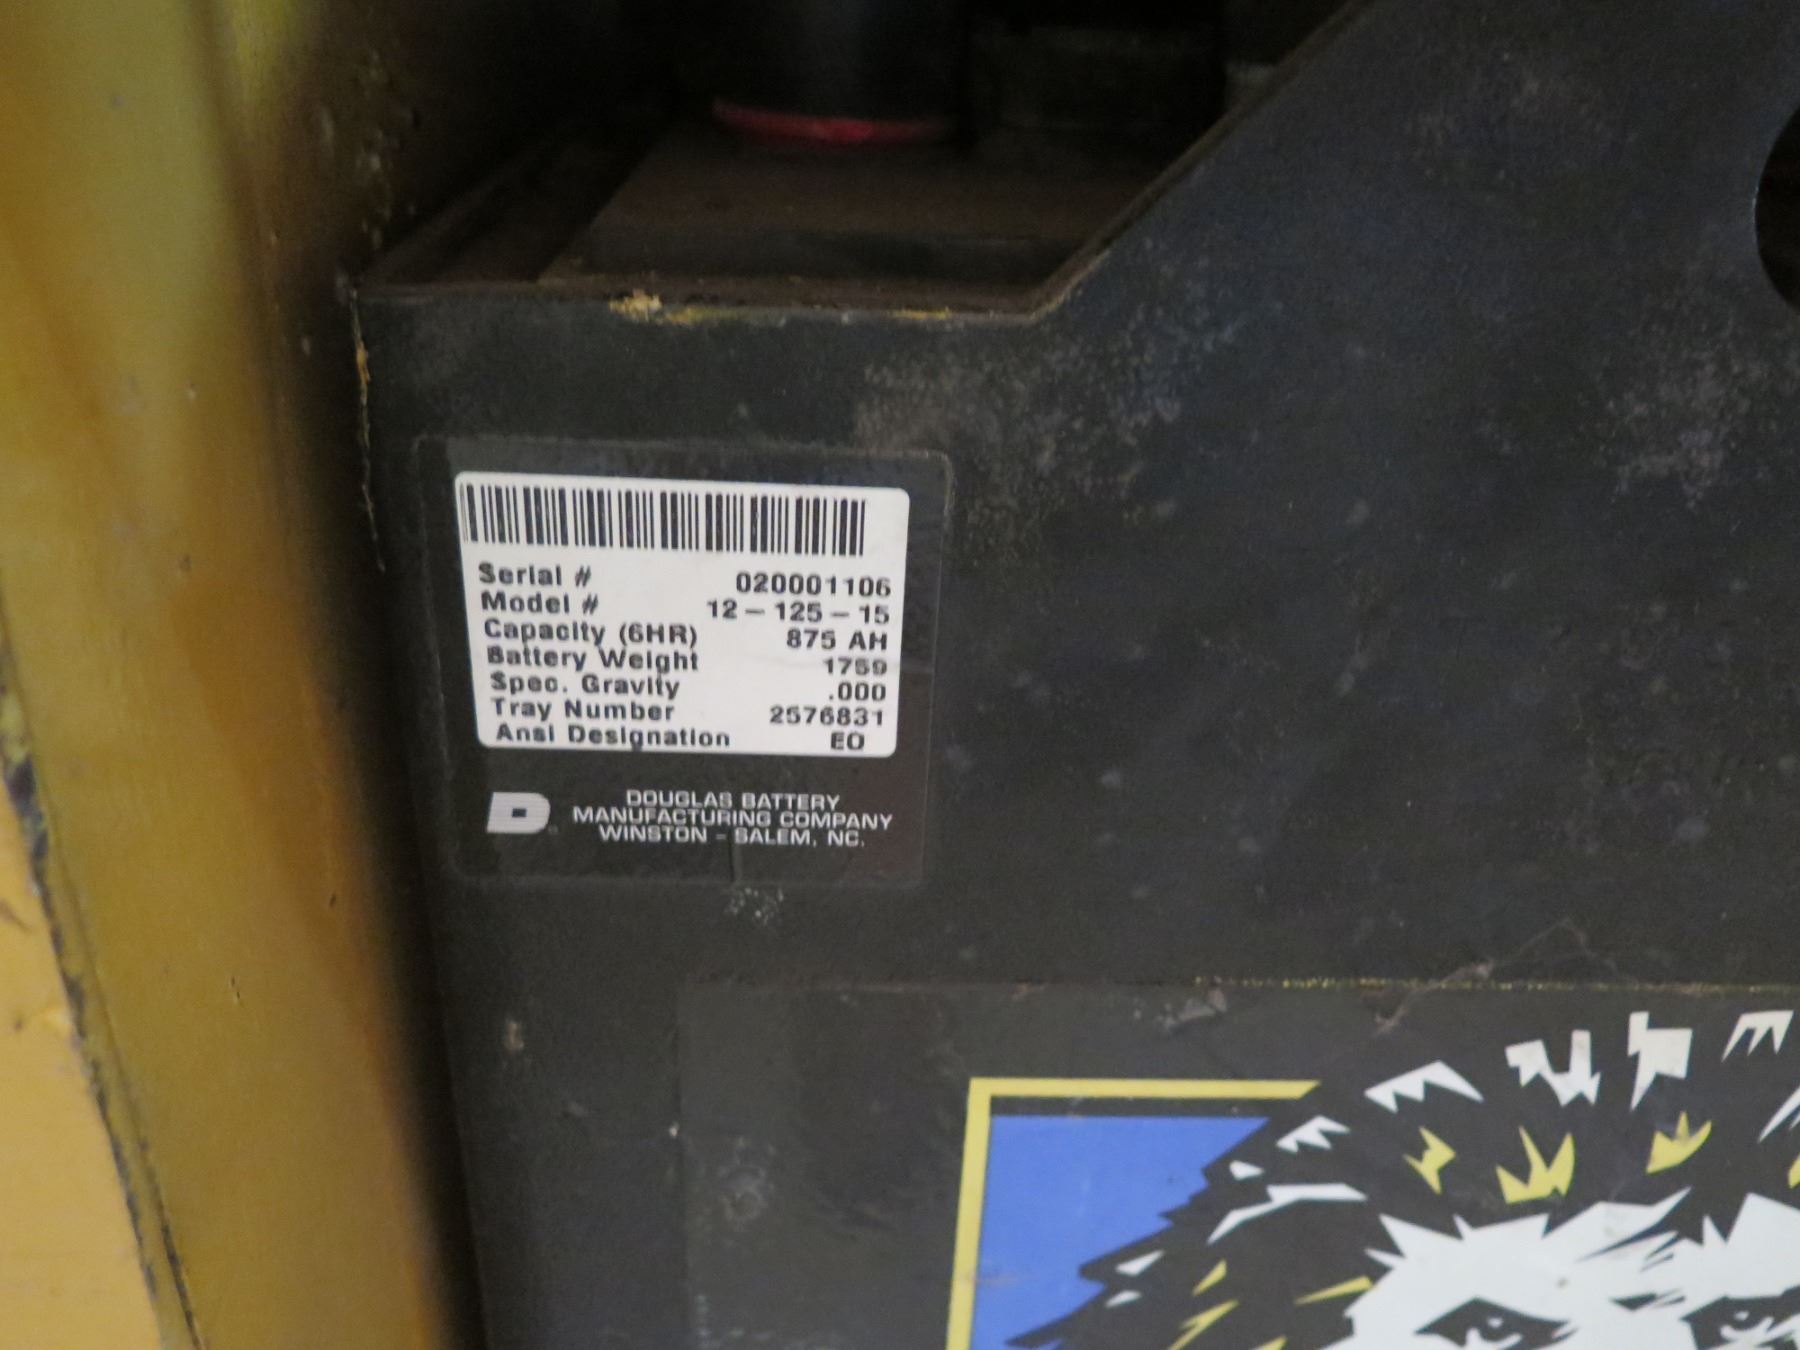 Serial # 020001106
Model # 12 - 125 - 15
Capacity (6HR) 875 AH
Battery Weight 1759
Spec. Gravity .000
Tray Number 2576831
Ansi Designation EO
D
DOUGLAS BATTERY
MANUFACTURING COMPANY
WINSTON - SALEM, NC.